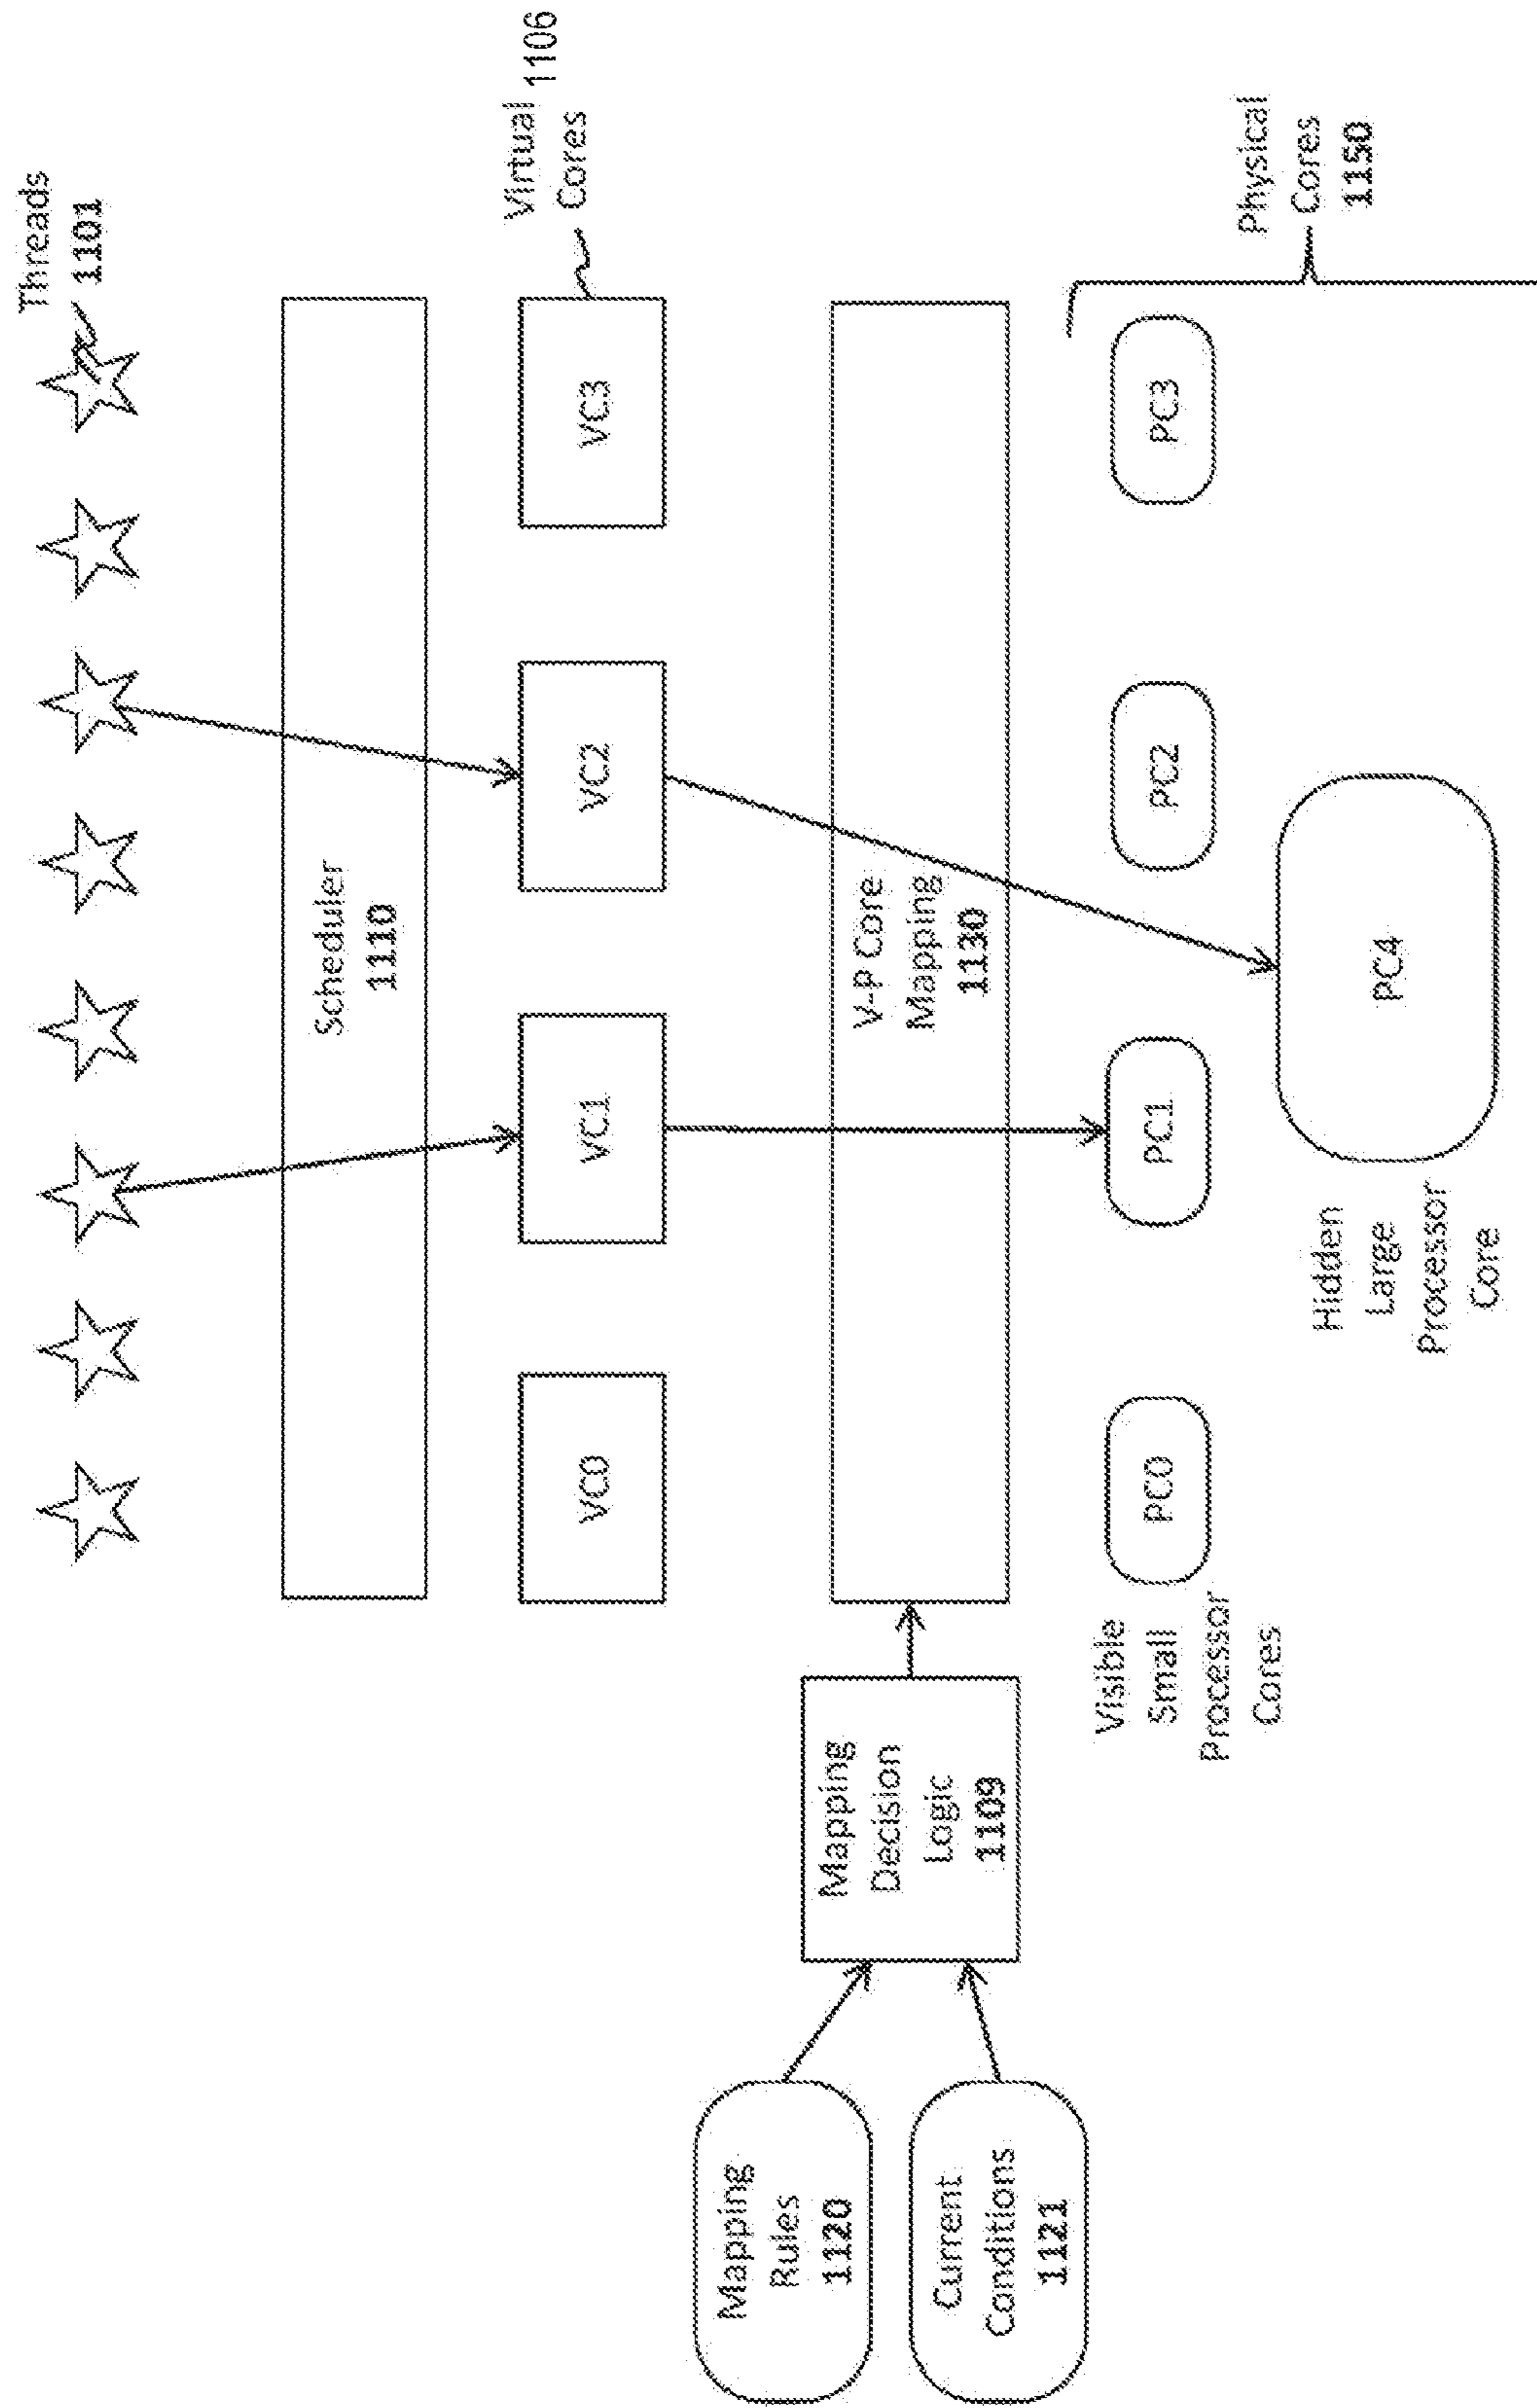 Threads
1101
Scheduler
1110
Virtual 1106
Cores
VC0
VC1
VC2
VC3
Mapping
Rules
1120
Current
Conditions
1121
Mapping
Decision
Logic
1109
V-P Core
Mapping
1130
Visible
Small
Processor
Cores
PC0
PC1
PC2
PC3
Physical
Cores
1150
Hidden
Large
Processor
Core
PC4